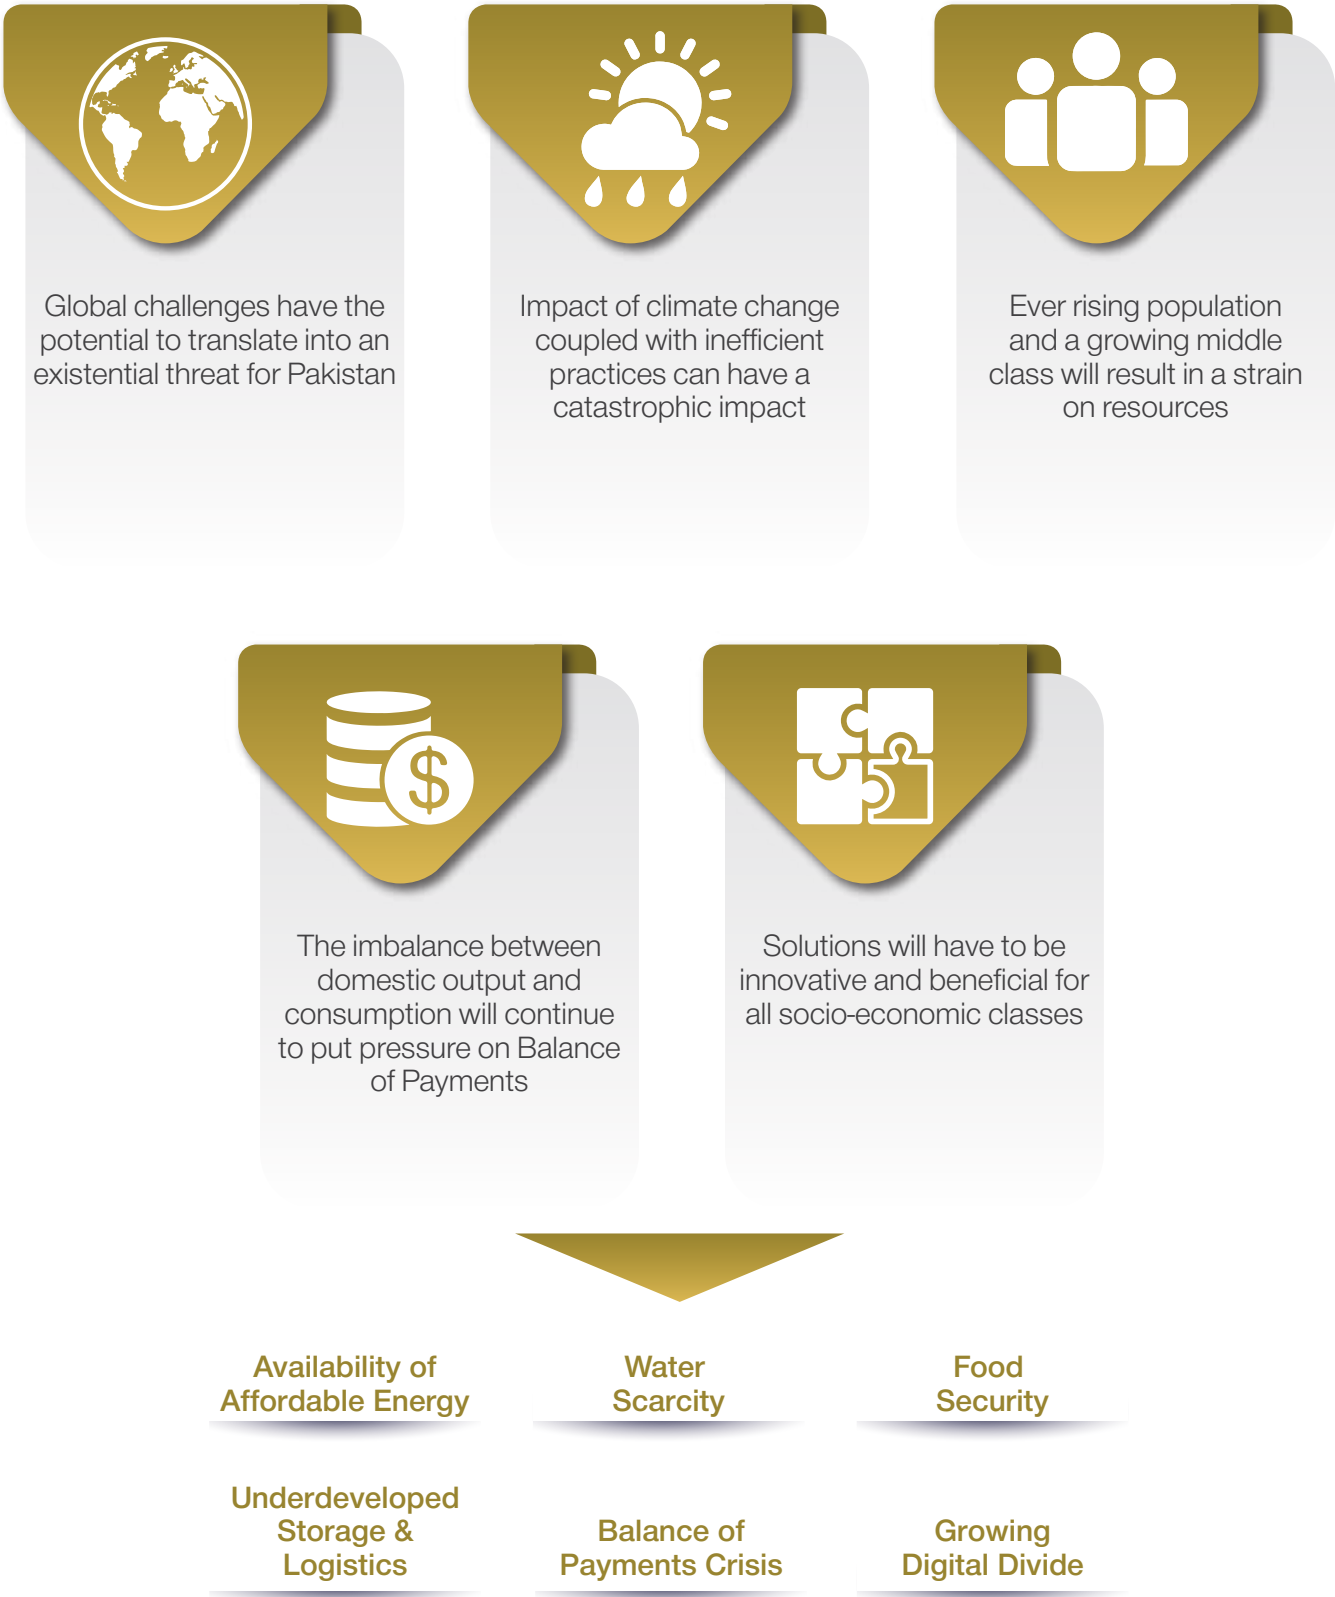 Global challenges have the
potential to translate into an
existential threat for Pakistan
Impact of climate change
coupled with inefficient
practices can have a
catastrophic impact
Ever rising population
and a growing middle
class will result in a strain
on resources
$
The imbalance between
domestic output and
consumption will continue
to put pressure on Balance
of Payments
Solutions will have to be
innovative and beneficial for
all socio-economic classes
Availability of
Affordable Energy
Water
Scarcity
Food
Security
Underdeveloped
Storage &
Logistics
Balance of
Payments Crisis
Growing
Digital Divide